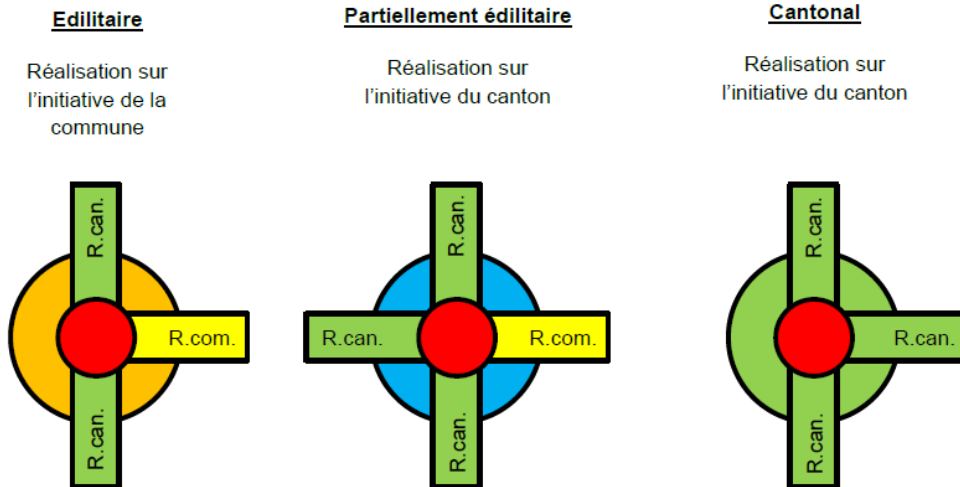 Edilitaire
Réalisation sur
l'initiative de la
commune
R.can.
R.com.
R.can.
Partiellement édilitaire
Réalisation sur
l'initiative du canton
R.can.
R.can.
R.com.
R.can.
Cantonal
Réalisation sur
l'initiative du canton
R.can.
R.can.
R.can.